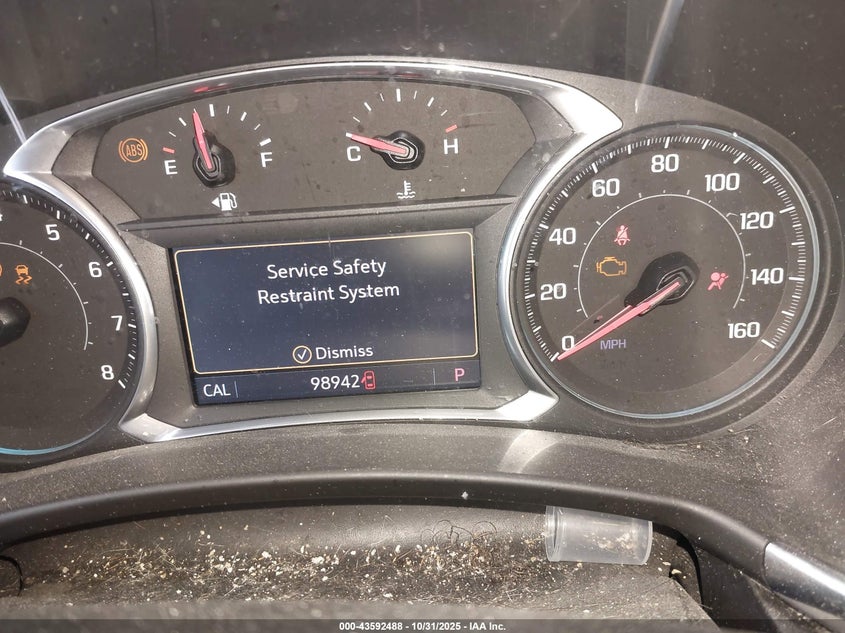 ABS
E F
C H
4
5
6
7
8
Service Safety
Restraint System
Dismiss
CAL 98942 P
0 20 40 60 80 100 120 140 160
MPH
000-43592488 - 10/31/2025 - IAA Inc.